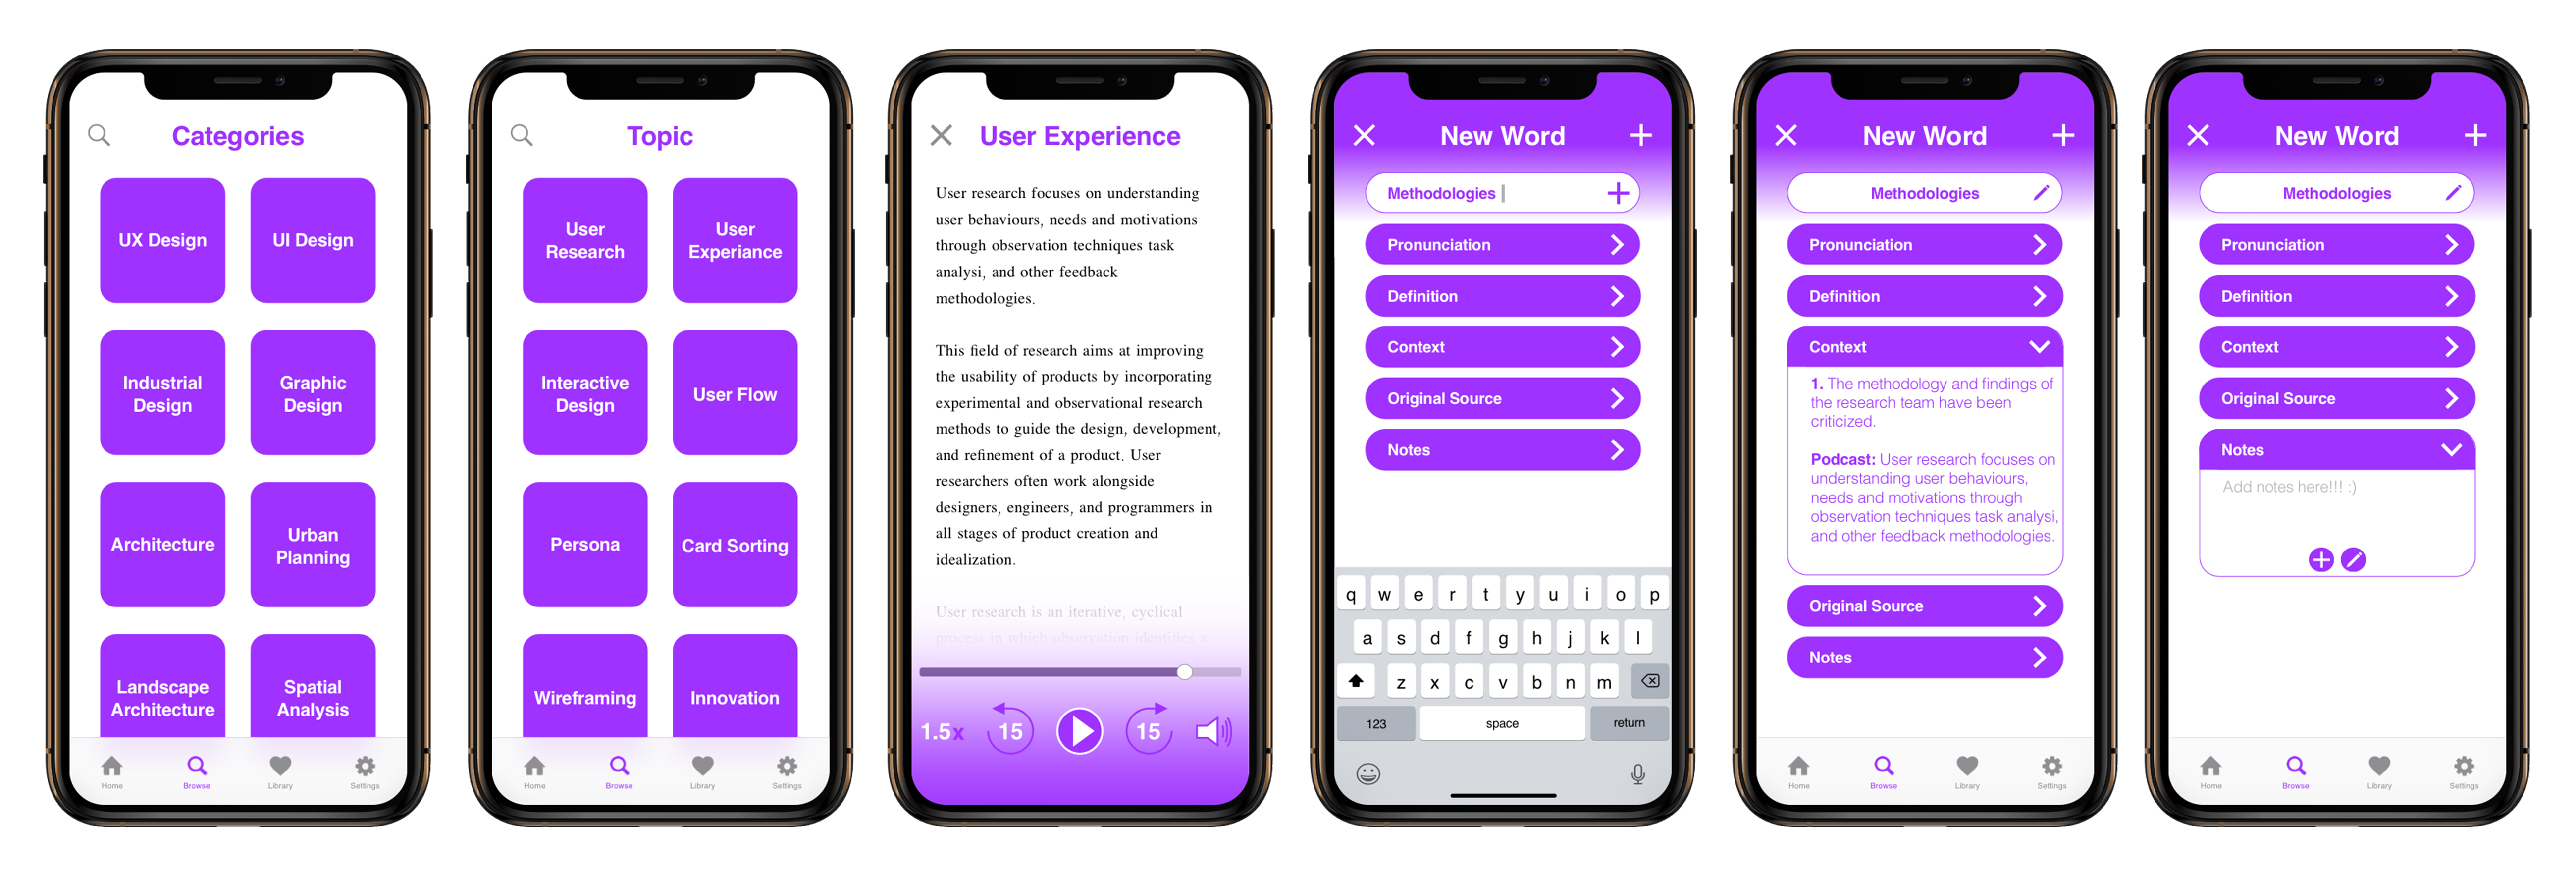 Categories
UX Design
UI Design
Industrial
Design
Graphic
Design
Architecture
Urban
Planning
Landscape
Architecture
Spatial
Analysis
Home
Browse
Library
Settings
Topic
User
Research
User
Experiance
Interactive
Design
User Flow
Persona
Card Sorting
Wireframing
Innovation
Home
Browse
Library
Settings
User Experience
User research focuses on understanding
user behaviours, needs and motivations
through observation techniques task
analysi, and other feedback
methodologies.
This field of research aims at improving
the usability of products by incorporating
experimental and observational research
methods to guide the design, development,
and refinement of a product. User
researchers often work alongside
designers, engineers, and programmers in
all stages of product creation and
idealization.
User research is an iterative, cyclical
process in which observation identifies a
1.5x
15
15
New Word
Methodologies
Pronunciation
Definition
Context
Original Source
Notes
q w e r t y u i o p
a s d f g h j k l
z x c v b n m
123
space
return
New Word
Methodologies
Pronunciation
Definition
Context
1. The methodology and findings of
the research team have been
criticized.
Podcast: User research focuses on
understanding user behaviours,
needs and motivations through
observation techniques task analysi,
and other feedback methodologies.
Original Source
Notes
Home
Browse
Library
Settings
New Word
Methodologies
Pronunciation
Definition
Context
Original Source
Notes
Add notes here!!! :)
Home
Browse
Library
Settings